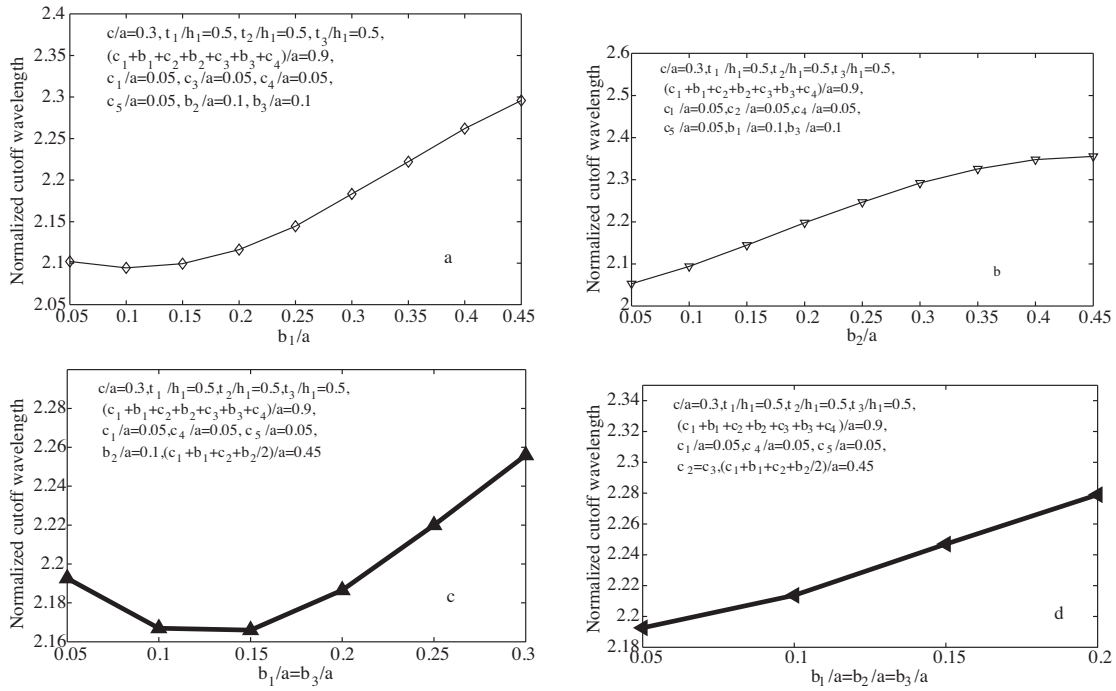 2.4
2.35
2.3
2.25
2.2
2.15
2.10
2.05
Normalized cutoff wavelength
c/a=0.3, t₁/h₁=0.5, t₂/h₁=0.5, t₃/h₁=0.5,
(c₁+b₁+c₂+b₂+c₃+b₃+c₄)/a=0.9,
c₁/a=0.05, c₃/a=0.05, c₄/a=0.05,
c₅/a=0.05, b₂/a=0.1, b₃/a=0.1
a
0.05 0.1 0.15 0.2 0.25 0.3 0.35 0.4 0.45
b₁/a
2.6
2.5
2.4
2.3
2.2
2.1
2
Normalized cutoff wavelength
c/a=0.3,t₁/h₁=0.5,t₂/h₁=0.5,t₃/h₁=0.5,
(c₁+b₁+c₂+b₂+c₃+b₃+c₄)/a=0.9,
c₁/a=0.05,c₂/a=0.05,c₄/a=0.05,
c₅/a=0.05,b₁/a=0.1,b₃/a=0.1
b
0.05 0.1 0.15 0.2 0.25 0.3 0.35 0.4 0.45
b₂/a
2.28
2.24
2.2
2.16
Normalized cutoff wavelength
c/a=0.3,t₁/h₁=0.5,t₂/h₁=0.5,t₃/h₁=0.5,
(c₁+b₁+c₂+b₂+c₃+b₃+c₄)/a=0.9,
c₁/a=0.05,c₄/a=0.05, c₅/a=0.05,
b₂/a=0.1,(c₁+b₁+c₂+b₂/2)/a=0.45
c
0.05 0.1 0.15 0.2 0.25 0.3
b₁/a=b₃/a
2.34
2.32
2.3
2.28
2.26
2.24
2.22
2.2
2.18
Normalized cutoff wavelength
c/a=0.3,t₁/h₁=0.5,t₂/h₁=0.5,t₃/h₁=0.5,
(c₁+b₁+c₂+b₂+c₃+b₃+c₄)/a=0.9,
c₁/a=0.05,c₄/a=0.05, c₅/a=0.05,
c₂=c₃,(c₁+b₁+c₂+b₂/2)/a=0.45
d
0.05 0.1 0.15 0.2
b₁/a=b₂/a=b₃/a